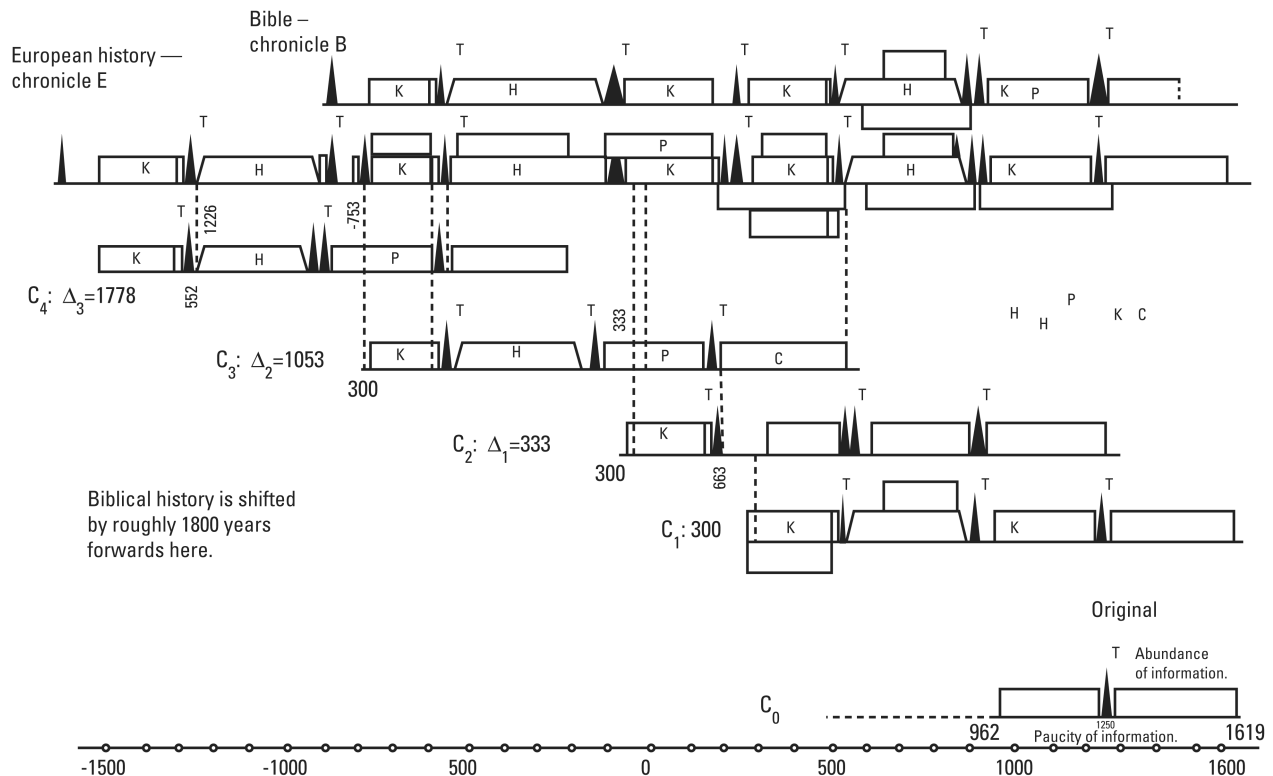 Bible –
chronicle B
European history —
chronicle E
T T T T T T
K H K K H K P
T T T T T T
P
K H K H K K H K
T 1226 T -753
K H P
C4: Δ3=1778
552
H H P K C
T T 333 T
K H P C
C3: Δ2=1053
300
T T T
K
C2: Δ1=333
300
663
T T T
K K
C1: 300
Biblical history is shifted
by roughly 1800 years
forwards here.
Original
T Abundance
of information.
C0
962 1250 1619
Paucity of information.
-1500 -1000 500 0 500 1000 1600